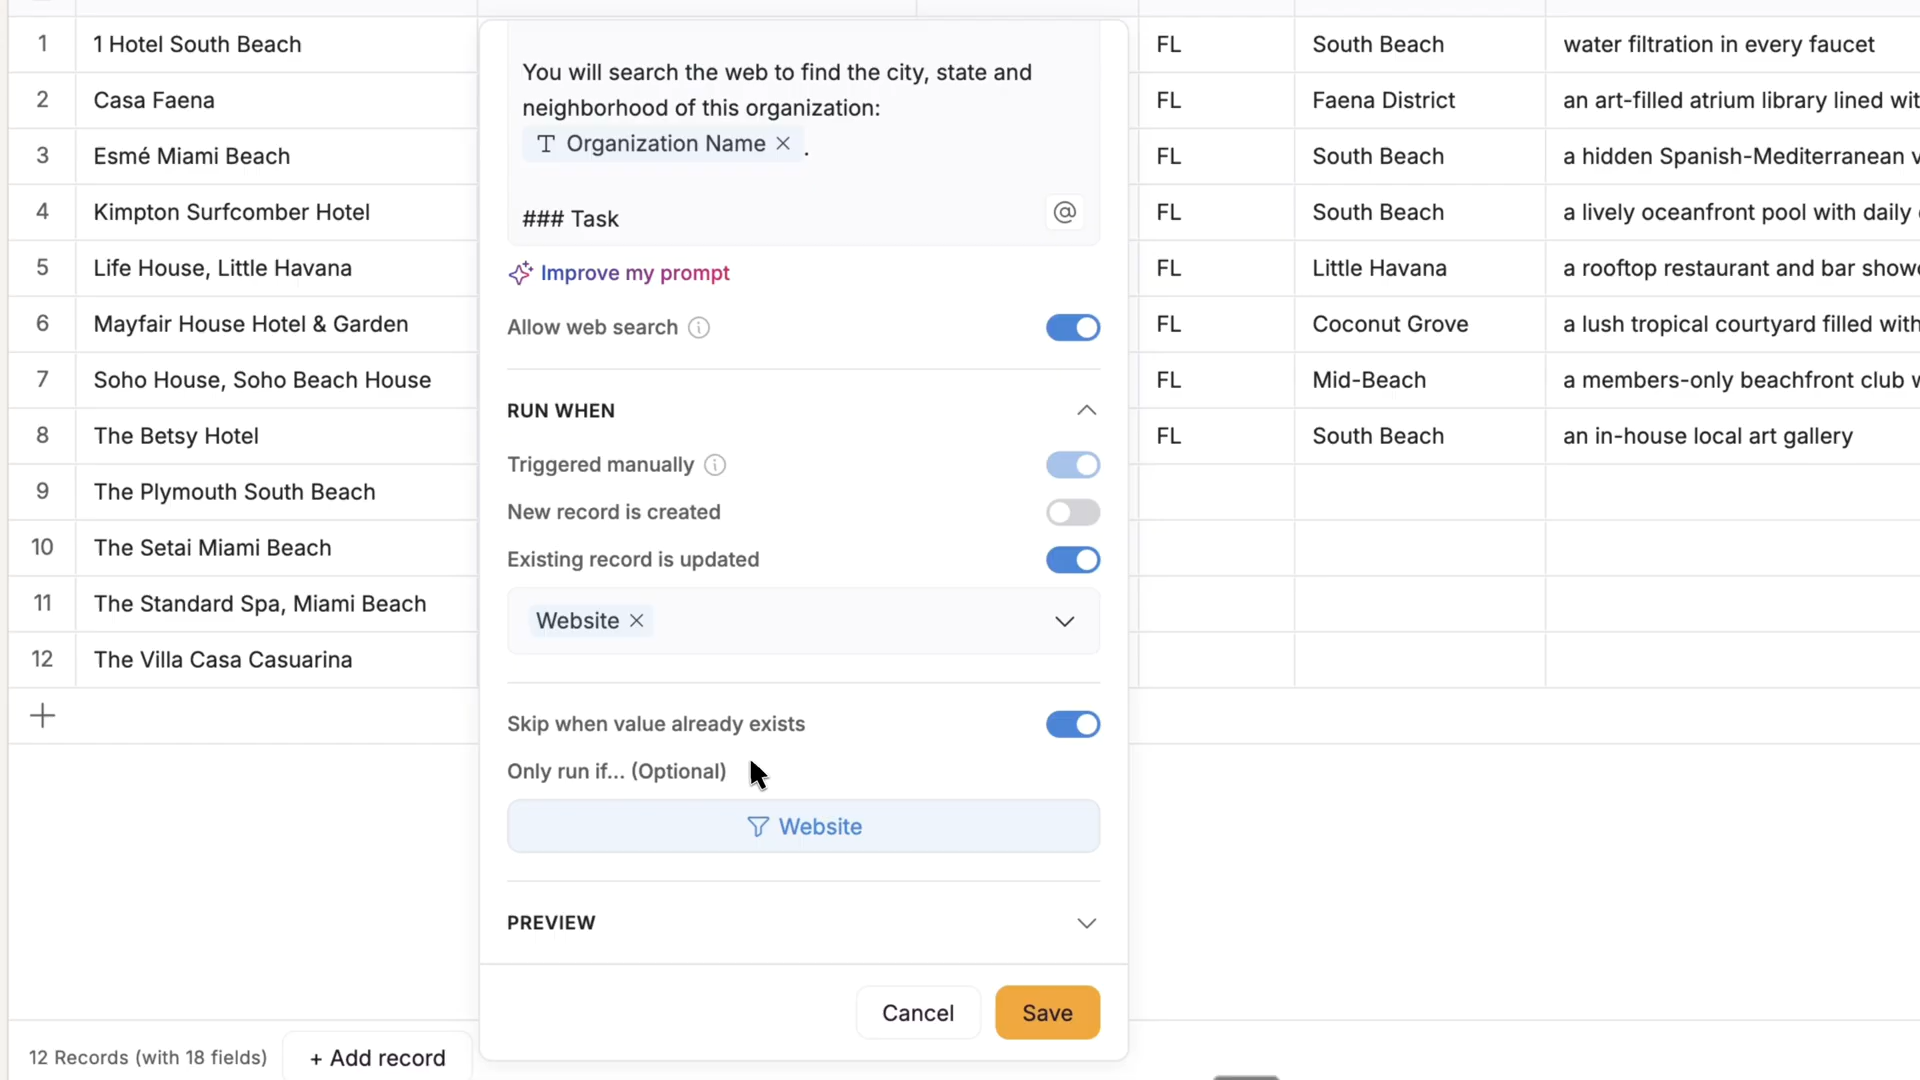 1 1 Hotel South Beach FL South Beach water filtration in every faucet
You will search the web to find the city, state and
2 Casa Faena neighborhood of this organization: FL Faena District an art-filled atrium library lined wit
Organization Name .
3 Esmé Miami Beach FL South Beach a hidden Spanish-Mediterranean v
4 Kimpton Surfcomber Hotel ### Task @ FL South Beach a lively oceanfront pool with daily
5 Life House, Little Havana Improve my prompt FL Little Havana a rooftop restaurant and bar show
6 Mayfair House Hotel & Garden Allow web search FL Coconut Grove a lush tropical courtyard filled with
7 Soho House, Soho Beach House FL Mid-Beach a members-only beachfront club w
RUN WHEN
8 The Betsy Hotel FL South Beach an in-house local art gallery
Triggered manually
9 The Plymouth South Beach
New record is created
10 The Setai Miami Beach
Existing record is updated
11 The Standard Spa, Miami Beach
Website
12 The Villa Casa Casuarina
Skip when value already exists
Only run if... (Optional)
Website
PREVIEW
Cancel Save
12 Records (with 18 fields) + Add record